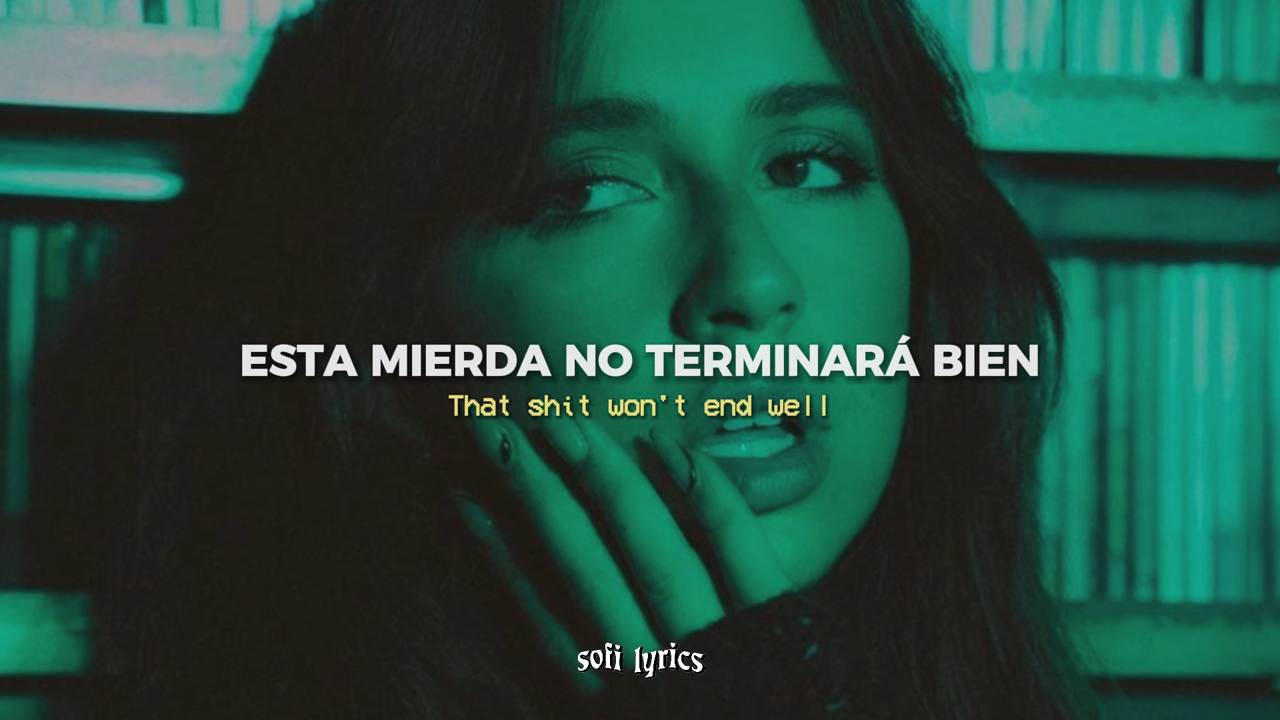 ESTA MIERDA NO TERMINARÁ BIEN
That shit won't end well
sofi lyrics